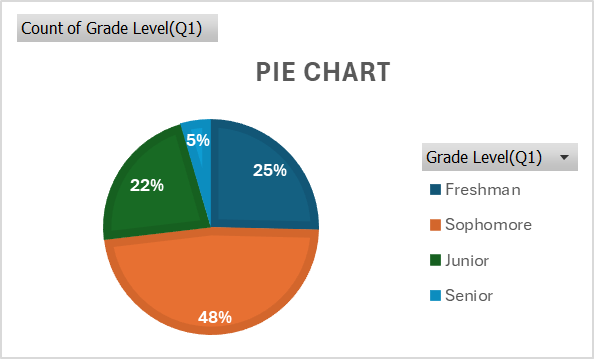 Count of Grade Level(Q1)
PIE CHART
5%
25%
22%
48%
Grade Level(Q1)
Freshman
Sophomore
Junior
Senior